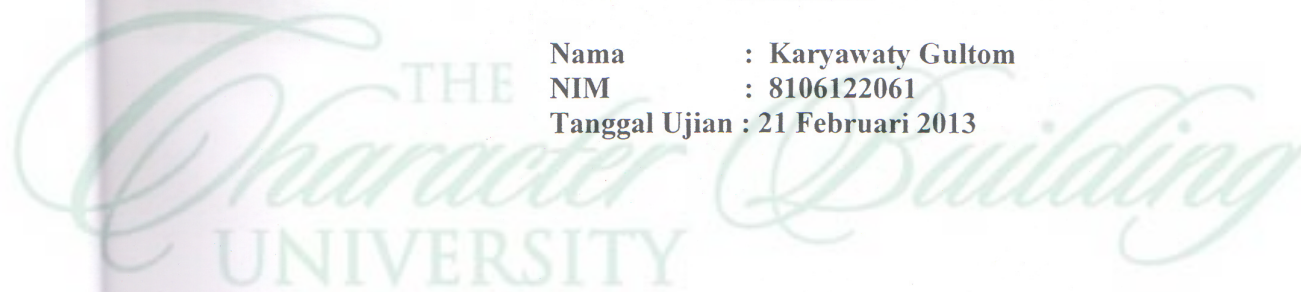 Nama : Karyawaty Gultom
THE
NIM : 8106122061
Tanggal Ujian : 21 Februari 2013
Character Building
UNIVERSITY